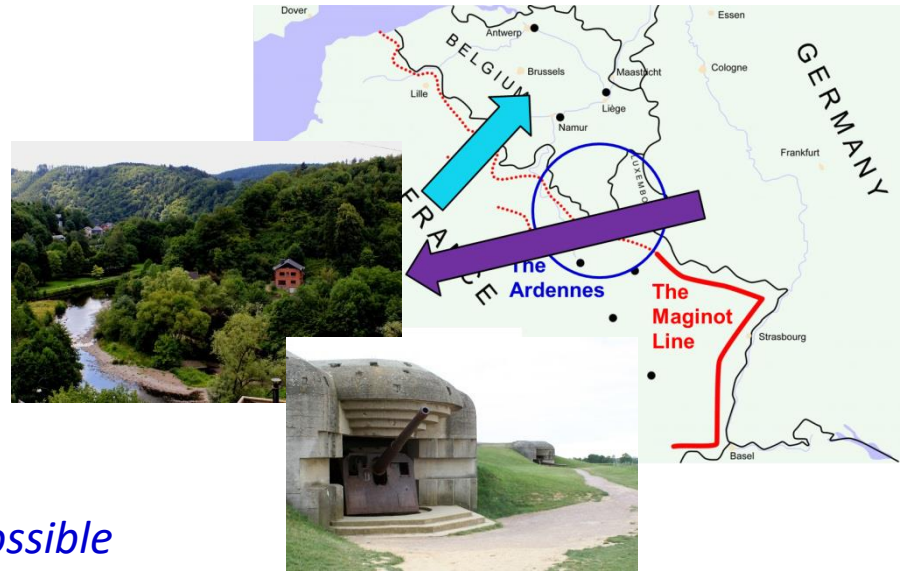 Dover
Essen
Antwerp
BELGIUM
Brussels
Maastricht
Cologne
GERMANY
Lille
Liège
Namur
Frankfurt
LUXEMBO
FRANCE
The
Ardennes
The
Maginot
Line
Strasbourg
Basel
ossible